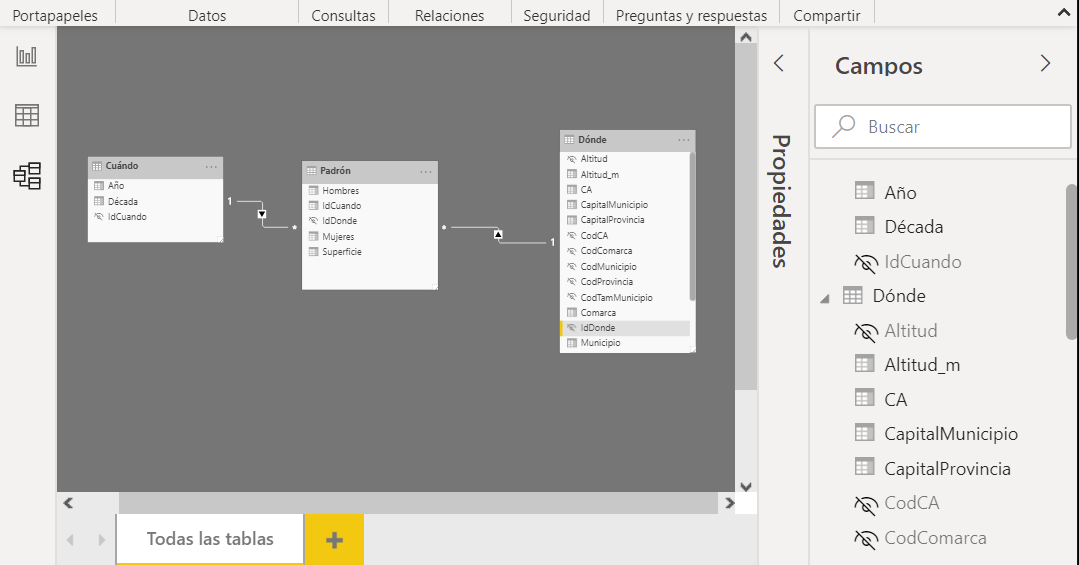 Portapapeles
Datos
Consultas
Relaciones
Seguridad
Preguntas y respuestas
Compartir
Cuándo
Año
Década
IdCuando
1
*
Padrón
Hombres
IdCuando
IdDonde
Mujeres
Superficie
*
1
Dónde
Altitud
Altitud_m
CA
CapitalMunicipio
CapitalProvincia
CodCA
CodComarca
CodMunicipio
CodProvincia
CodTamMunicipio
Comarca
IdDonde
Municipio
Todas las tablas
Propiedades
Campos
Buscar
Año
Década
IdCuando
Dónde
Altitud
Altitud_m
CA
CapitalMunicipio
CapitalProvincia
CodCA
CodComarca